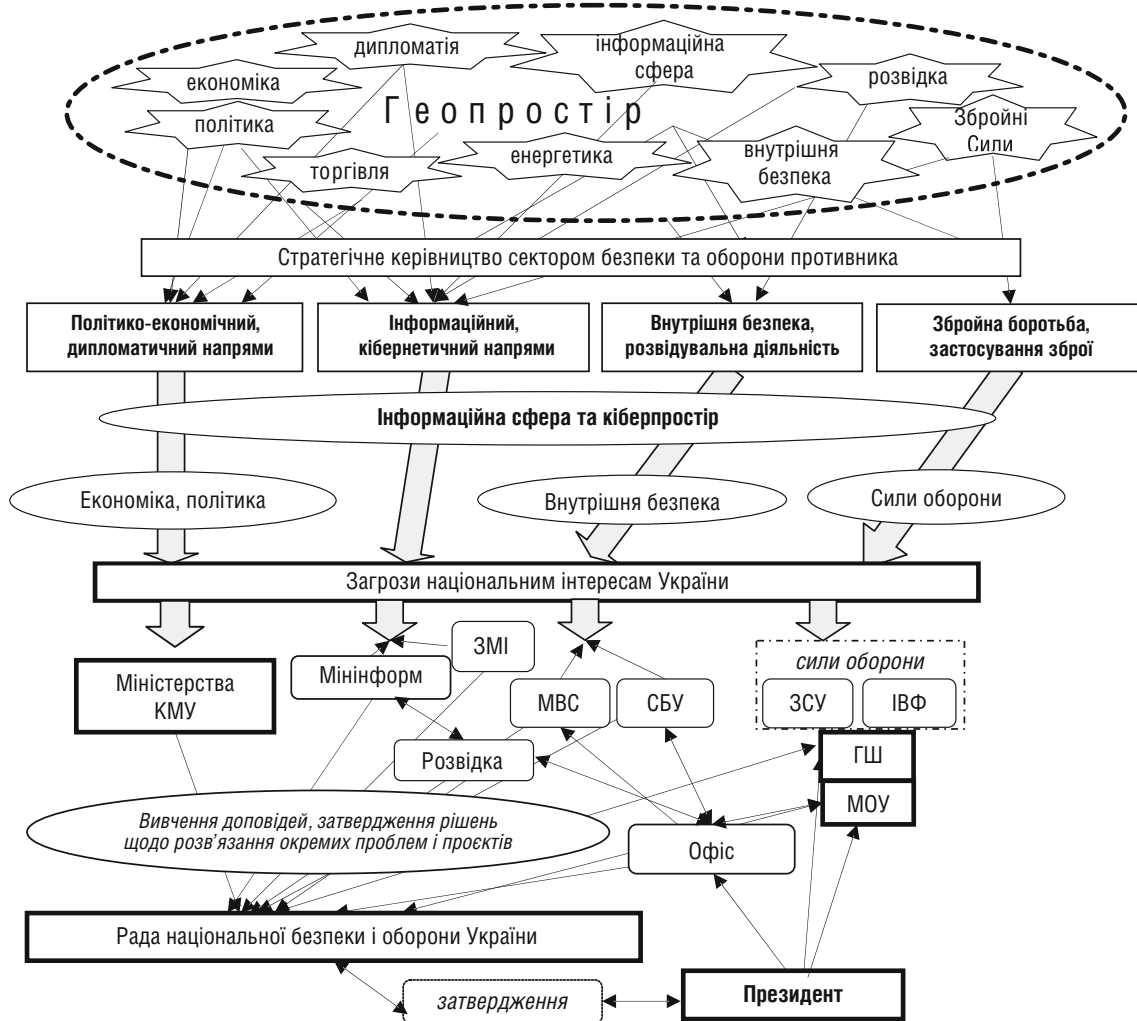 дипломатія
інформаційна
сфера
економіка
розвідка
Геопростір
політика
Збройні
Сили
торгівля
енергетика
внутрішня
безпека
Стратегічне керівництво сектором безпеки та оборони противника
Політико-економічний,
дипломатичний напрями
Інформаційний,
кібернетичний напрями
Внутрішня безпека,
розвідувальна діяльність
Збройна боротьба,
застосування зброї
Інформаційна сфера та кіберпростір
Економіка, політика
Внутрішня безпека
Сили оборони
Загрози національним інтересам України
Міністерства
КМУ
Мінінформ
ЗМІ
МВС
СБУ
сили оборони
ЗСУ
ІВФ
Розвідка
ГШ
МОУ
Вивчення доповідей, затвердження рішень
щодо розв’язання окремих проблем і проєктів
Офіс
Рада національної безпеки і оборони України
затвердження
Президент